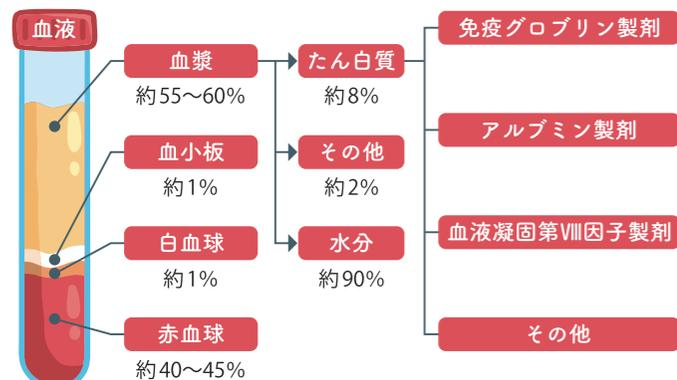 血液
血漿
約55〜60%
血小板
約1%
白血球
約1%
赤血球
約40〜45%
たん白質
約8%
その他
約2%
水分
約90%
免疫グロブリン製剤
アルブミン製剤
血液凝固第Ⅷ因子製剤
その他